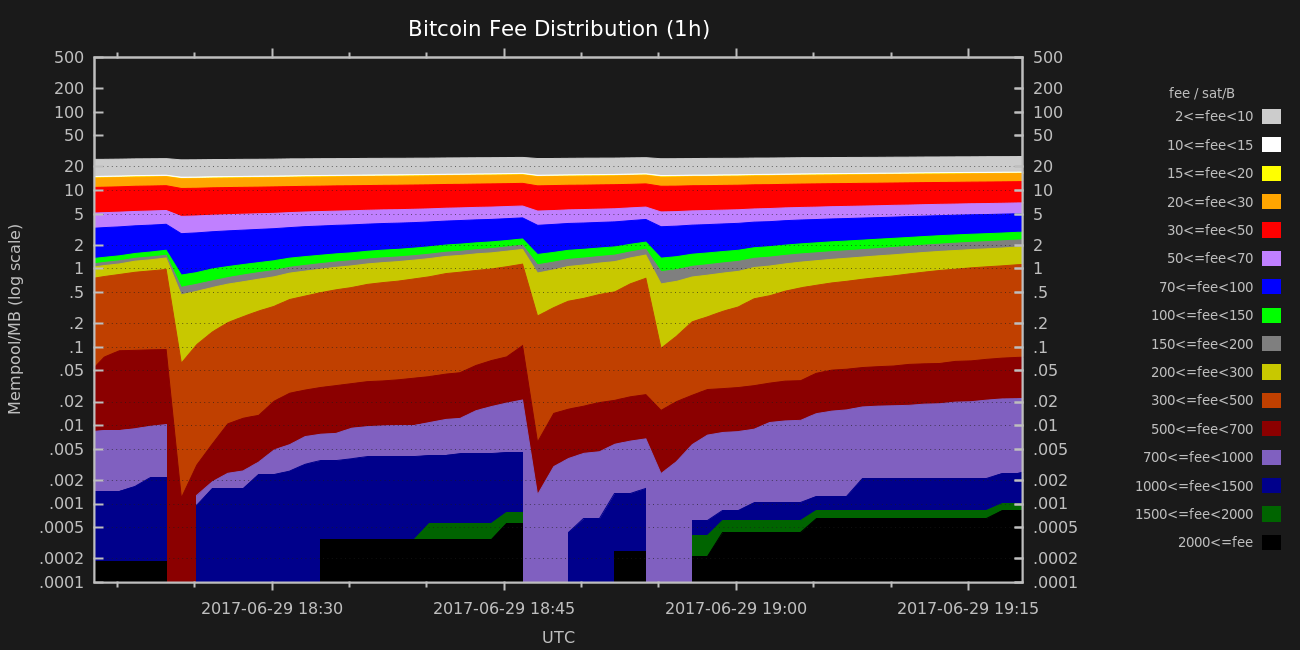 Bitcoin Fee Distribution (1h)
500 500
200 200
100 100
50 50
20 20
10 10
5 5
2 2
1 1
.5 .5
.2 .2
.1 .1
.05 .05
.02 .02
.01 .01
.005 .005
.002 .002
.001 .001
.0005 .0005
.0002 .0002
.0001 .0001
Mempool/MB (log scale)
2017-06-29 18:30 2017-06-29 18:45 2017-06-29 19:00 2017-06-29 19:15
UTC
fee / sat/B
2<=fee<10
10<=fee<15
15<=fee<20
20<=fee<30
30<=fee<50
50<=fee<70
70<=fee<100
100<=fee<150
150<=fee<200
200<=fee<300
300<=fee<500
500<=fee<700
700<=fee<1000
1000<=fee<1500
1500<=fee<2000
2000<=fee